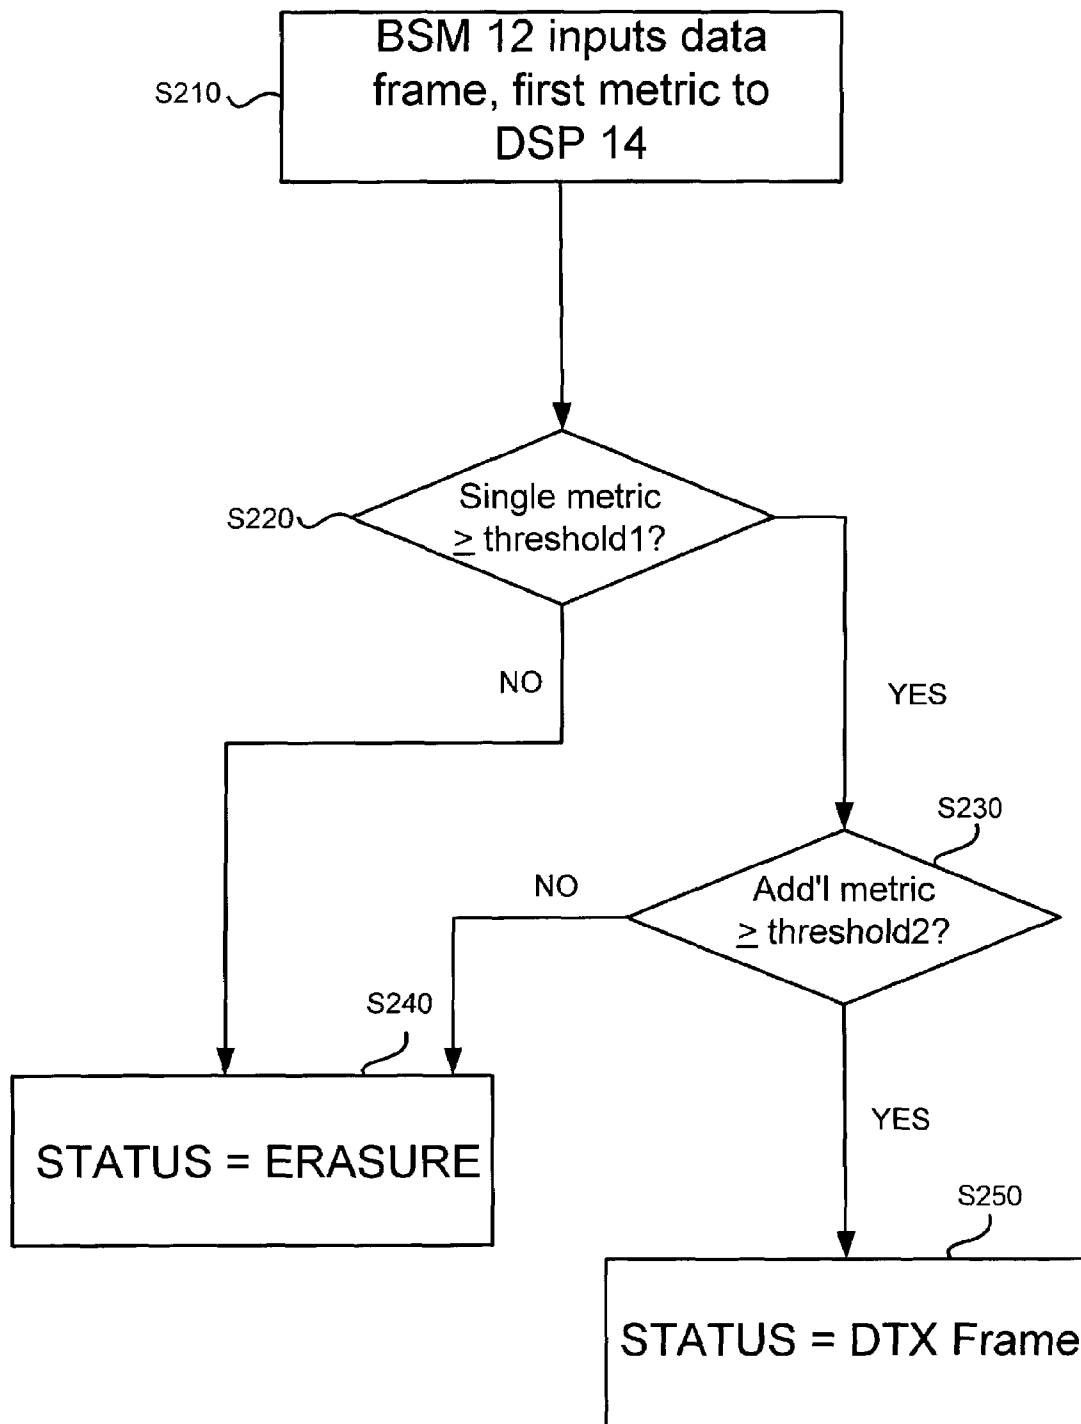 BSM 12 inputs data
frame, first metric to
DSP 14
S210
Single metric
≥ threshold1?
S220
NO
YES
S230
Add'l metric
≥ threshold2?
NO
S240
STATUS = ERASURE
YES
S250
STATUS = DTX Frame